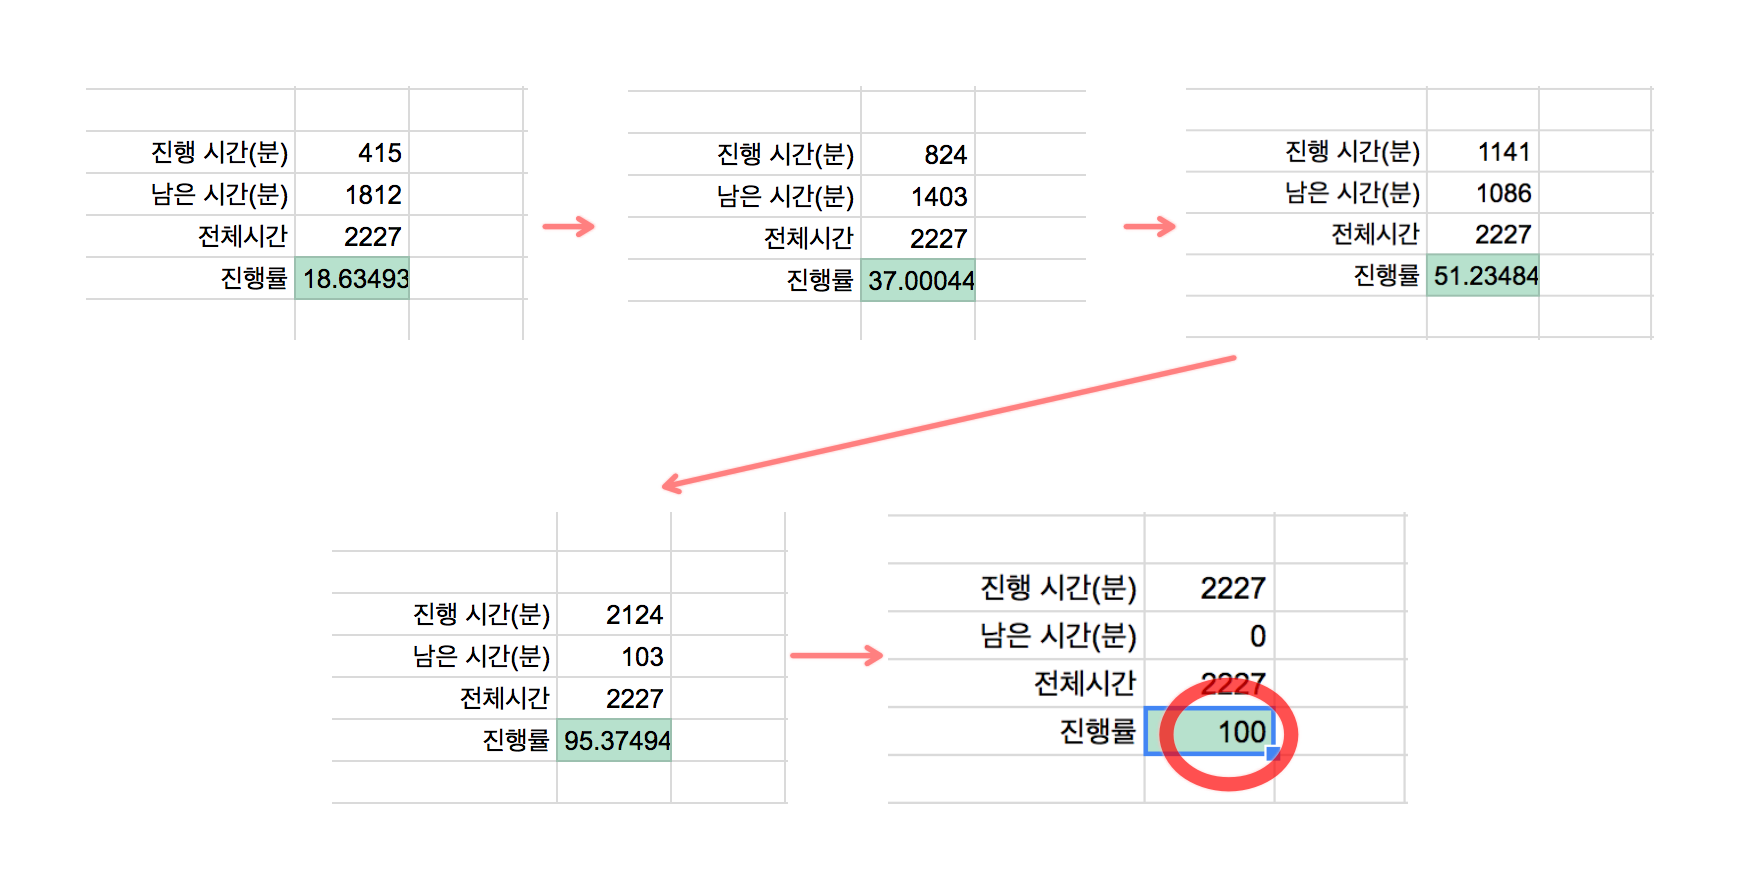 진행 시간(분) 415
남은 시간(분) 1812
전체시간 2227
진행률 18.63493
진행 시간(분) 824
남은 시간(분) 1403
전체시간 2227
진행률 37.00044
진행 시간(분) 1141
남은 시간(분) 1086
전체시간 2227
진행률 51.23484
진행 시간(분) 2124
남은 시간(분) 103
전체시간 2227
진행률 95.37494
진행 시간(분) 2227
남은 시간(분) 0
전체시간 2227
진행률 100